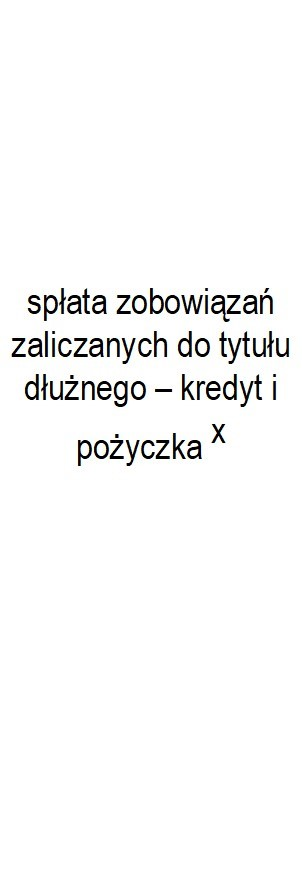 spłata zobowiązań
zaliczanych do tytułu
dłużnego – kredyt i
pożyczka x